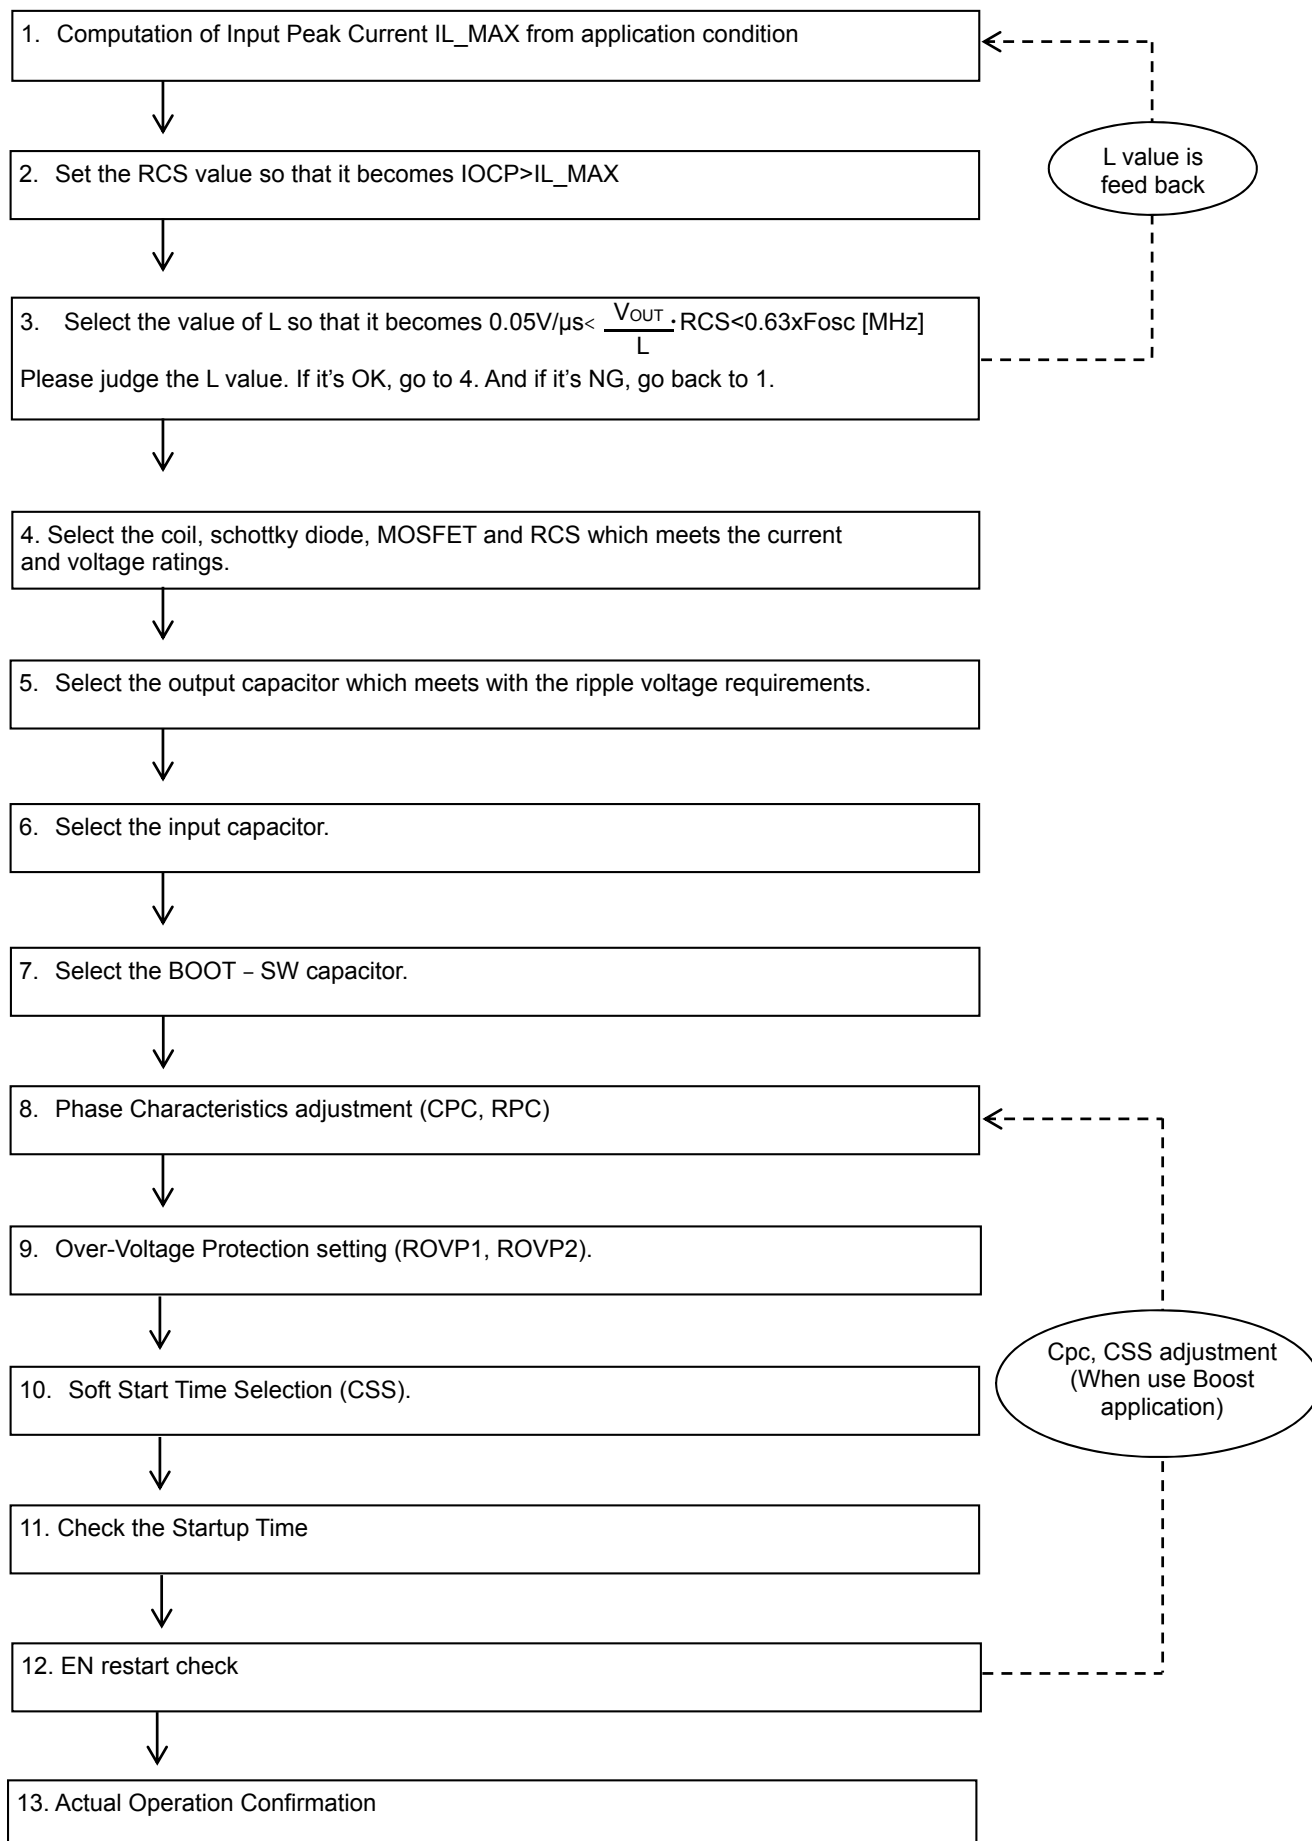 1. Computation of Input Peak Current IL_MAX from application condition
L value is
feed back
2. Set the RCS value so that it becomes IOCP>IL_MAX
3. Select the value of L so that it becomes 0.05V/µs< VOUT/L ・RCS<0.63xFosc [MHz]
Please judge the L value. If it’s OK, go to 4. And if it’s NG, go back to 1.
4. Select the coil, schottky diode, MOSFET and RCS which meets the current
and voltage ratings.
5. Select the output capacitor which meets with the ripple voltage requirements.
6. Select the input capacitor.
7. Select the BOOT – SW capacitor.
8. Phase Characteristics adjustment (CPC, RPC)
9. Over-Voltage Protection setting (ROVP1, ROVP2).
Cpc, CSS adjustment
(When use Boost
application)
10. Soft Start Time Selection (CSS).
11. Check the Startup Time
12. EN restart check
13. Actual Operation Confirmation